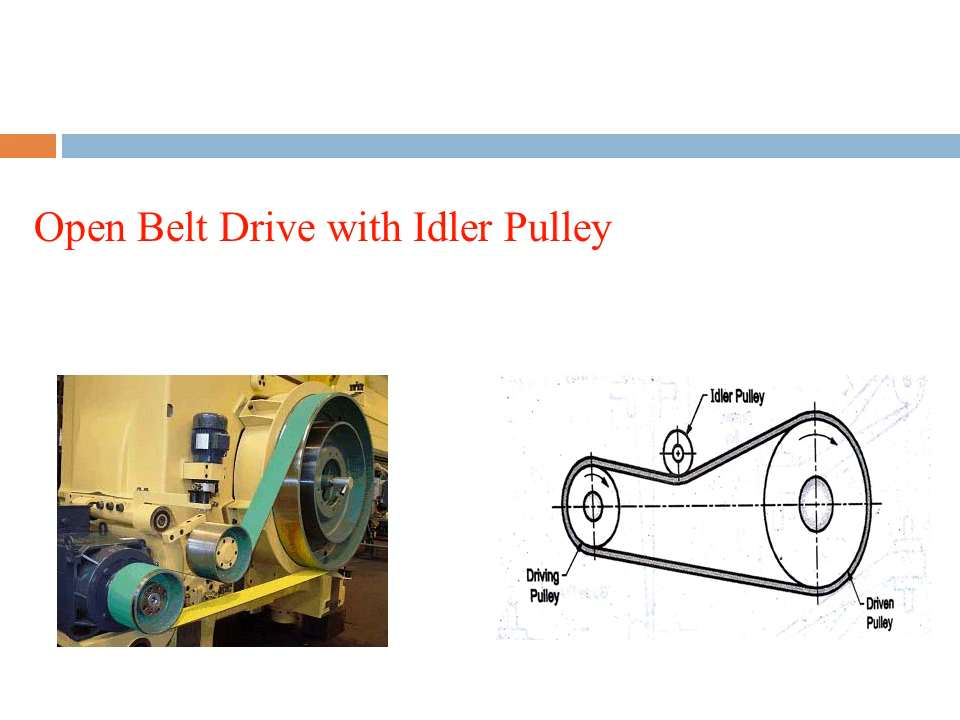 Open Belt Drive with Idler Pulley
Idler Pulley
Driving
Pulley
Driven
Pulley